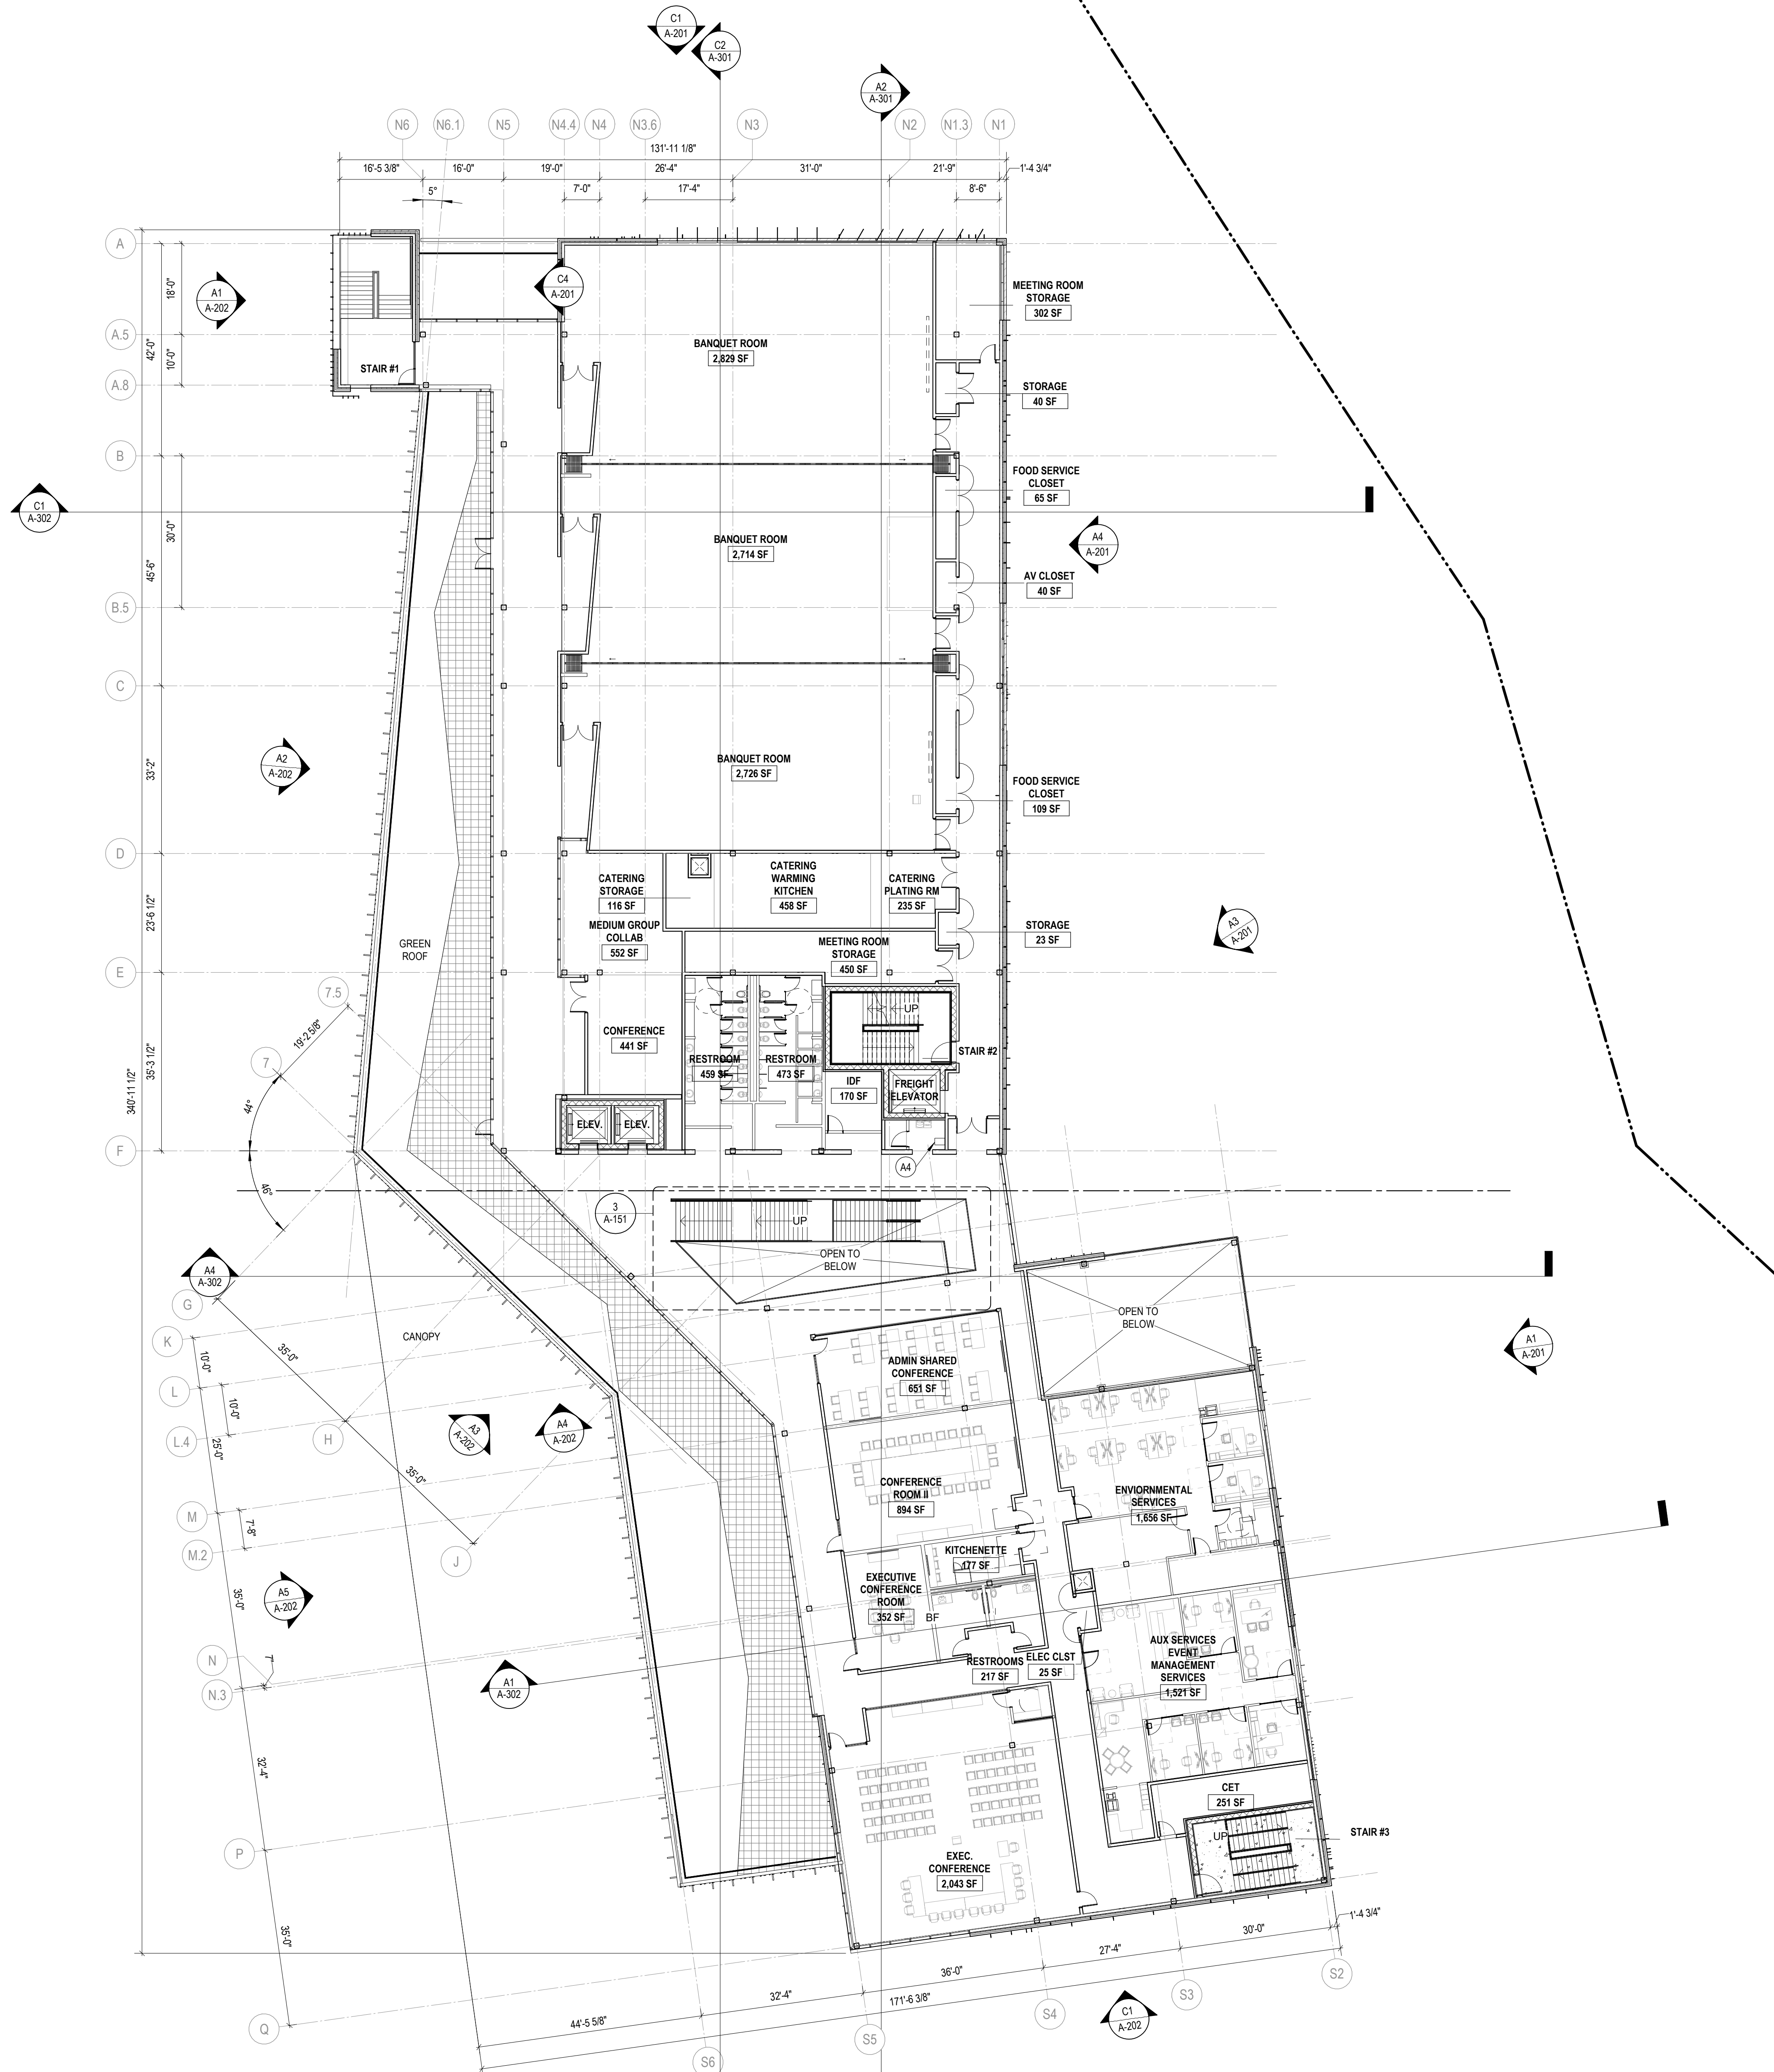 C1
A-201
C2
A-301
A2
A-301
N6
N6.1
N5
N4.4
N4
N3.6
N3
N2
N1.3
N1
131'-11 1/8"
16'-5 3/8"
16'-0"
19'-0"
26'-4"
31'-0"
21'-9"
1'-4 3/4"
5°
7'-0"
17'-4"
8'-6"
A
A.5
A.8
B
B.5
C
D
E
F
18'-0"
10'-0"
42'-0"
30'-0"
45'-6"
33'-2"
23'-6 1/2"
35'-3 1/2"
340'-11 1/2"
A1
A-202
C4
A-201
STAIR #1
BANQUET ROOM
2,829 SF
MEETING ROOM
STORAGE
302 SF
STORAGE
40 SF
C1
A-302
FOOD SERVICE
CLOSET
65 SF
BANQUET ROOM
2,714 SF
A4
A-201
AV CLOSET
40 SF
A2
A-202
BANQUET ROOM
2,726 SF
FOOD SERVICE
CLOSET
109 SF
CATERING
STORAGE
116 SF
CATERING
WARMING
KITCHEN
458 SF
CATERING
PLATING RM
235 SF
MEDIUM GROUP
COLLAB
552 SF
MEETING ROOM
STORAGE
450 SF
STORAGE
23 SF
A3
A-201
GREEN
ROOF
7.5
7
19'-2 5/8"
44°
46°
CONFERENCE
441 SF
RESTROOM
459 SF
RESTROOM
473 SF
UP
STAIR #2
IDF
170 SF
FREIGHT
ELEVATOR
ELEV.
ELEV.
A4
3
A-151
UP
OPEN TO
BELOW
A4
A-302
G
K
L
L.4
H
M
M.2
J
N
N.3
P
Q
10'-0"
10'-0"
25'-0"
7'-8"
35'-0"
7"
32'-4"
35'-0"
35'-0"
35'-0"
CANOPY
A3
A-202
A4
A-202
A5
A-202
A1
A-302
OPEN TO
BELOW
A1
A-201
ADMIN SHARED
CONFERENCE
651 SF
CONFERENCE
ROOM II
894 SF
ENVIORNMENTAL
SERVICES
1,656 SF
KITCHENETTE
177 SF
EXECUTIVE
CONFERENCE
ROOM
352 SF
BF
RESTROOMS
217 SF
ELEC CLST
25 SF
AUX SERVICES
EVENT
MANAGEMENT
SERVICES
1,521 SF
CET
251 SF
UP
STAIR #3
EXEC.
CONFERENCE
2,043 SF
1'-4 3/4"
30'-0"
27'-4"
36'-0"
32'-4"
171'-6 3/8"
44'-5 5/8"
S2
S3
S4
S5
S6
C1
A-202